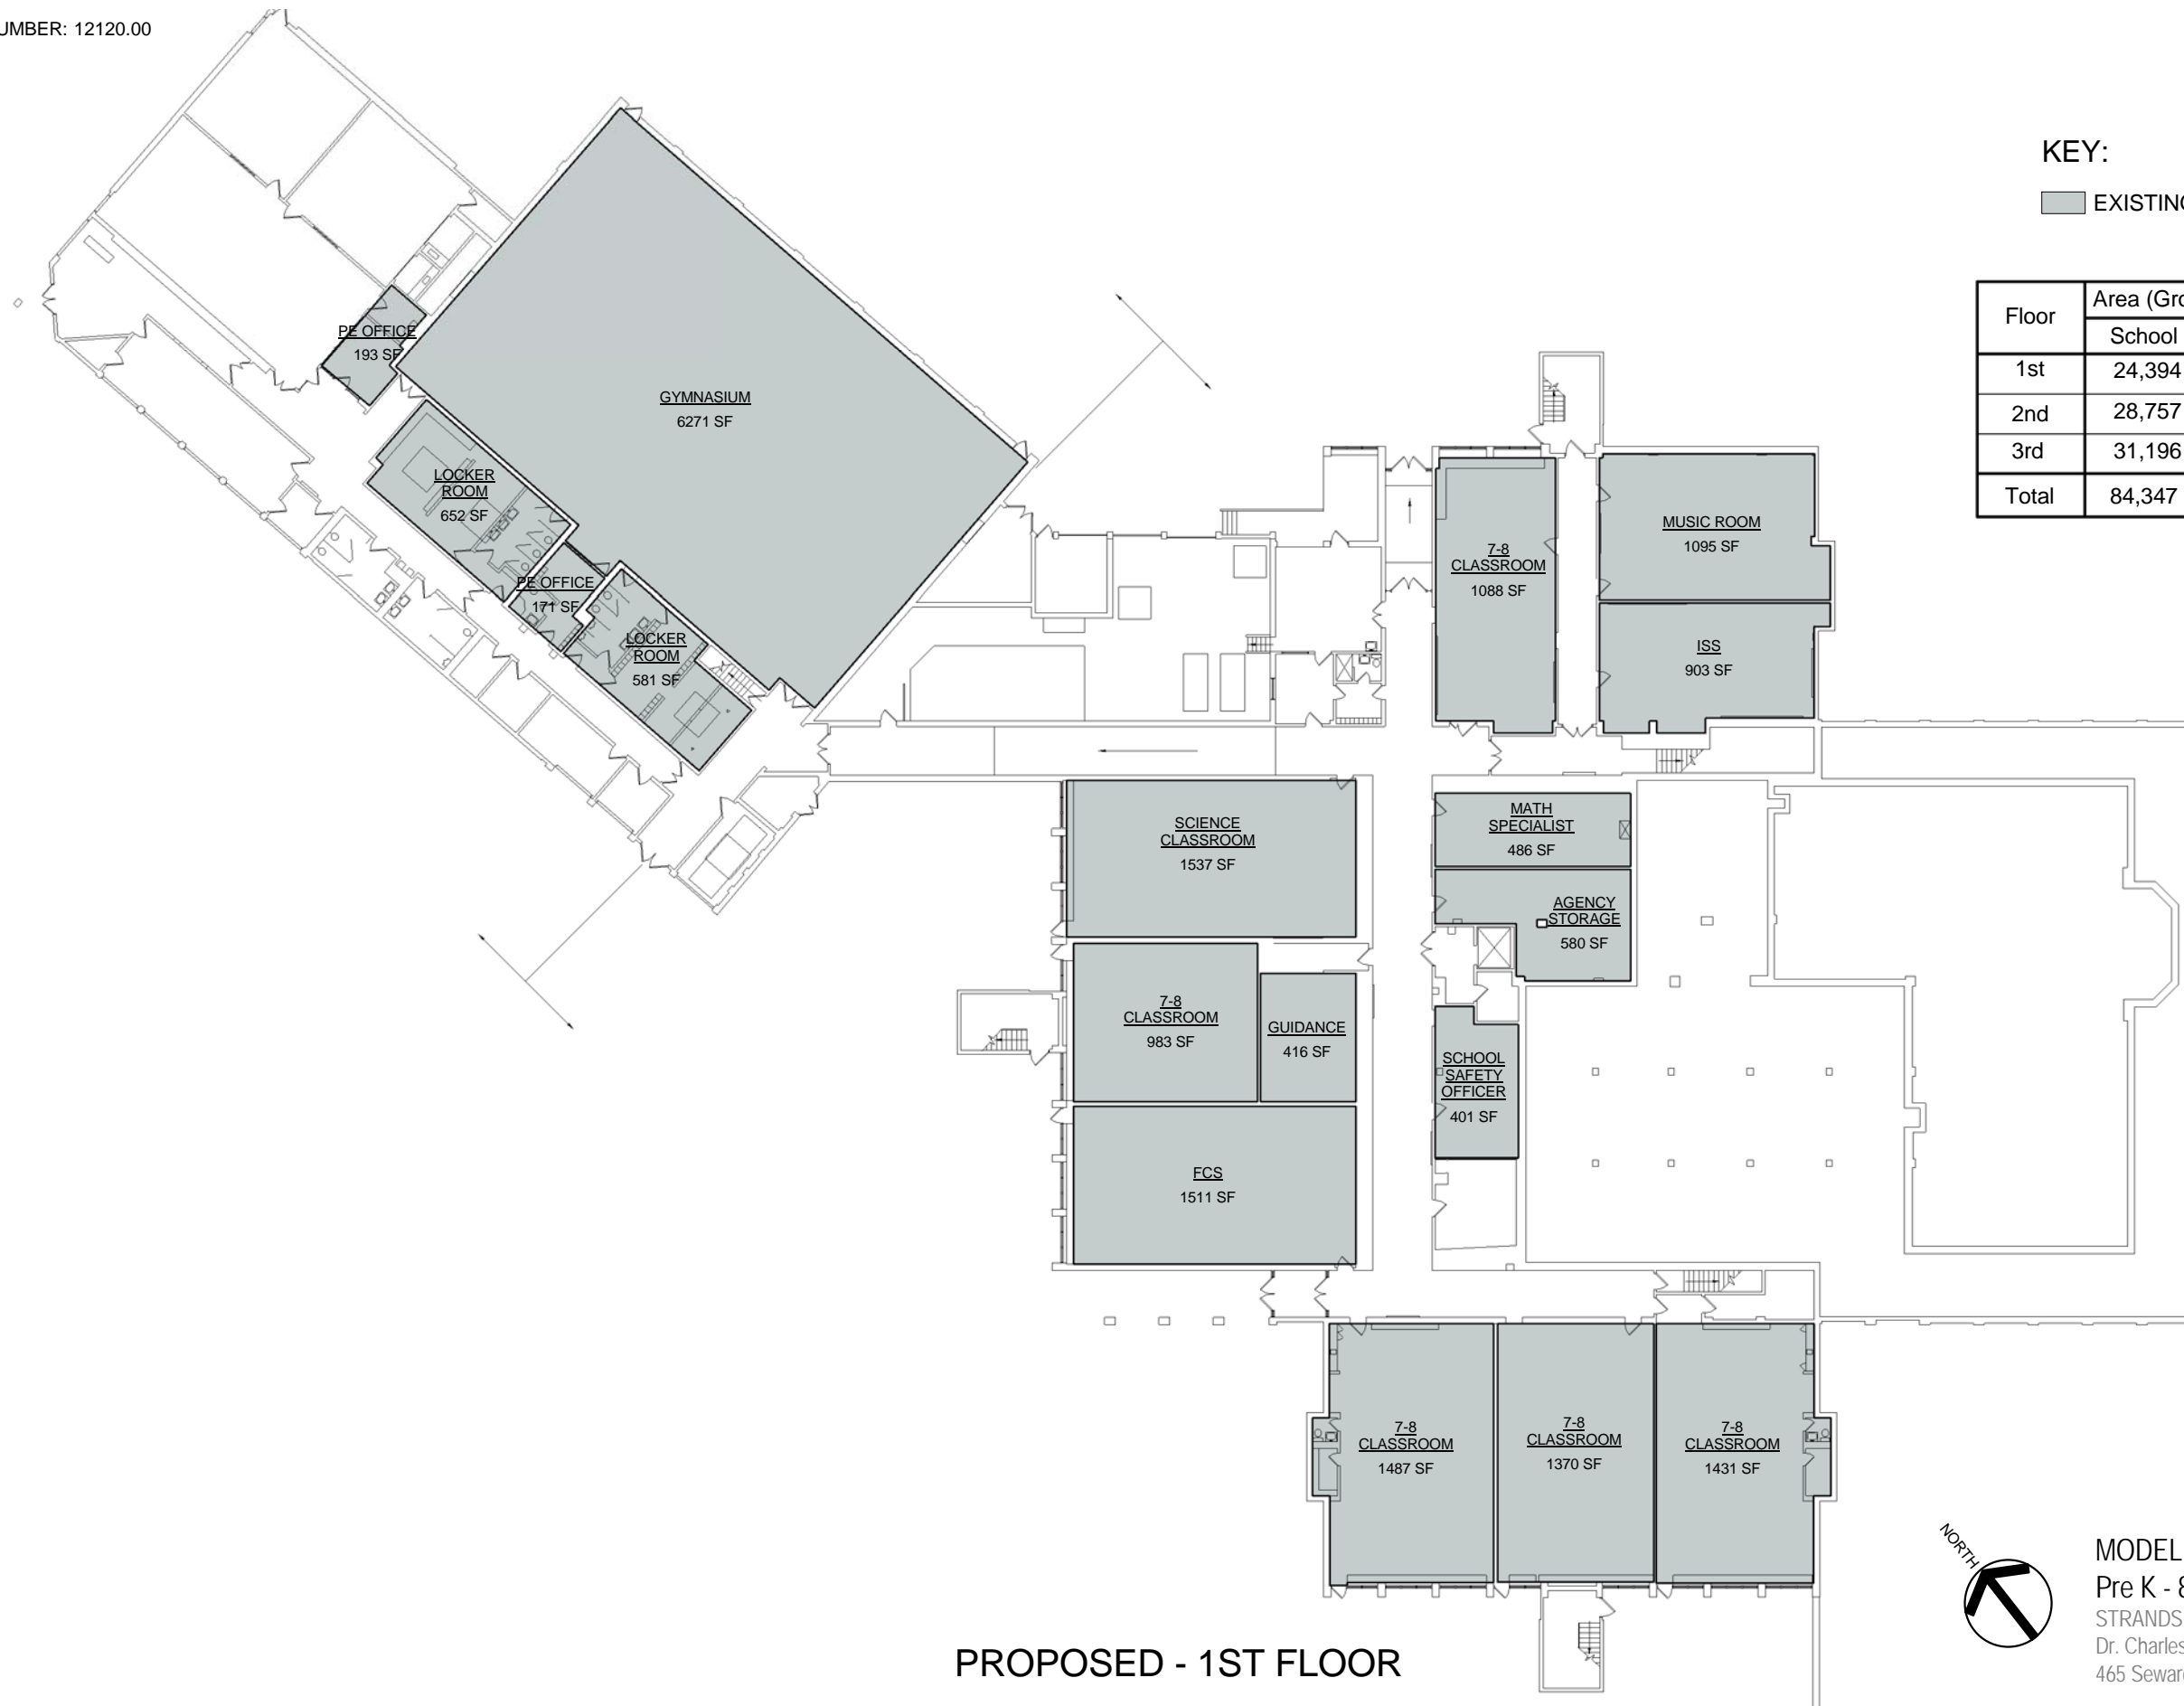 UMBER: 12120.00
KEY:
EXISTING
Floor
Area (Gro
School
1st
24,394
2nd
28,757
3rd
31,196
Total
84,347
PE OFFICE
193 SF
GYMNASIUM
6271 SF
LOCKER
ROOM
652 SF
PE OFFICE
171 SF
LOCKER
ROOM
581 SF
7-8
CLASSROOM
1088 SF
MUSIC ROOM
1095 SF
ISS
903 SF
SCIENCE
CLASSROOM
1537 SF
MATH
SPECIALIST
486 SF
AGENCY
STORAGE
580 SF
7-8
CLASSROOM
983 SF
GUIDANCE
416 SF
SCHOOL
SAFETY
OFFICER
401 SF
FCS
1511 SF
7-8
CLASSROOM
1487 SF
7-8
CLASSROOM
1370 SF
7-8
CLASSROOM
1431 SF
PROPOSED - 1ST FLOOR
NORTH
MODEL
Pre K - 8
STRANDS
Dr. Charles
465 Sewar